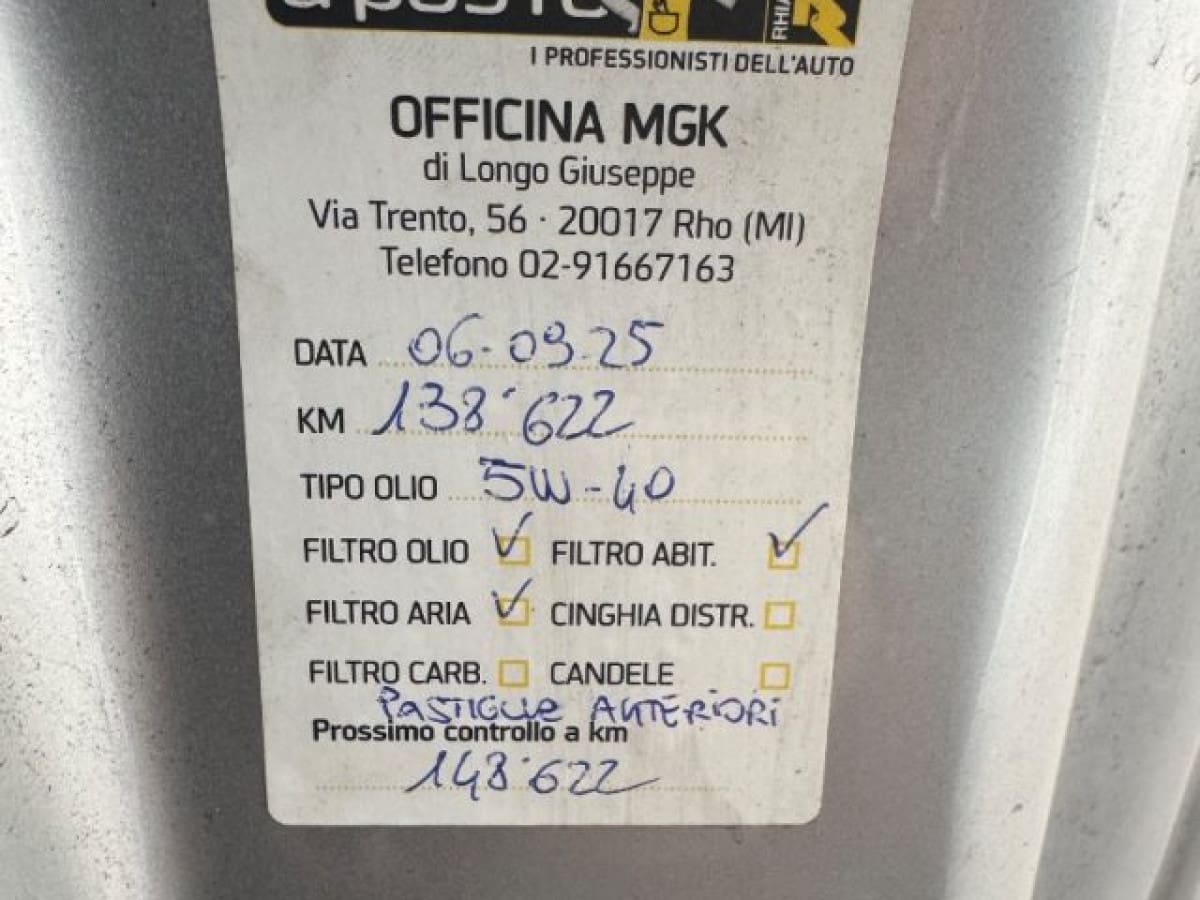 a posto
RHIA
I PROFESSIONISTI DELL'AUTO
OFFICINA MGK
di Longo Giuseppe
Via Trento, 56 · 20017 Rho (MI)
Telefono 02-91667163
DATA 06-09-25
KM 138'622
TIPO OLIO 5W-40
FILTRO OLIO ✓ FILTRO ABIT. ✓
FILTRO ARIA ✓ CINGHIA DISTR.
FILTRO CARB. CANDELE
PASTIGLIE ANTERIORI
Prossimo controllo a km
148'622